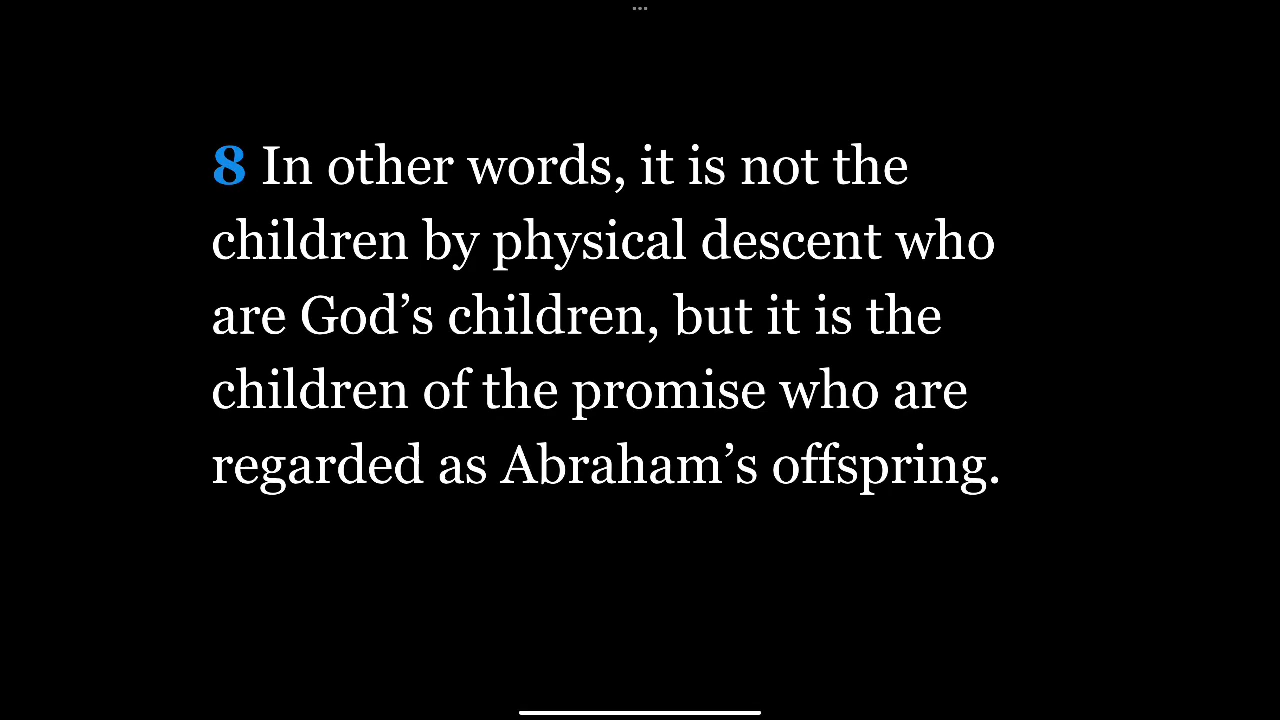 8 In other words, it is not the
children by physical descent who
are God’s children, but it is the
children of the promise who are
regarded as Abraham’s offspring.